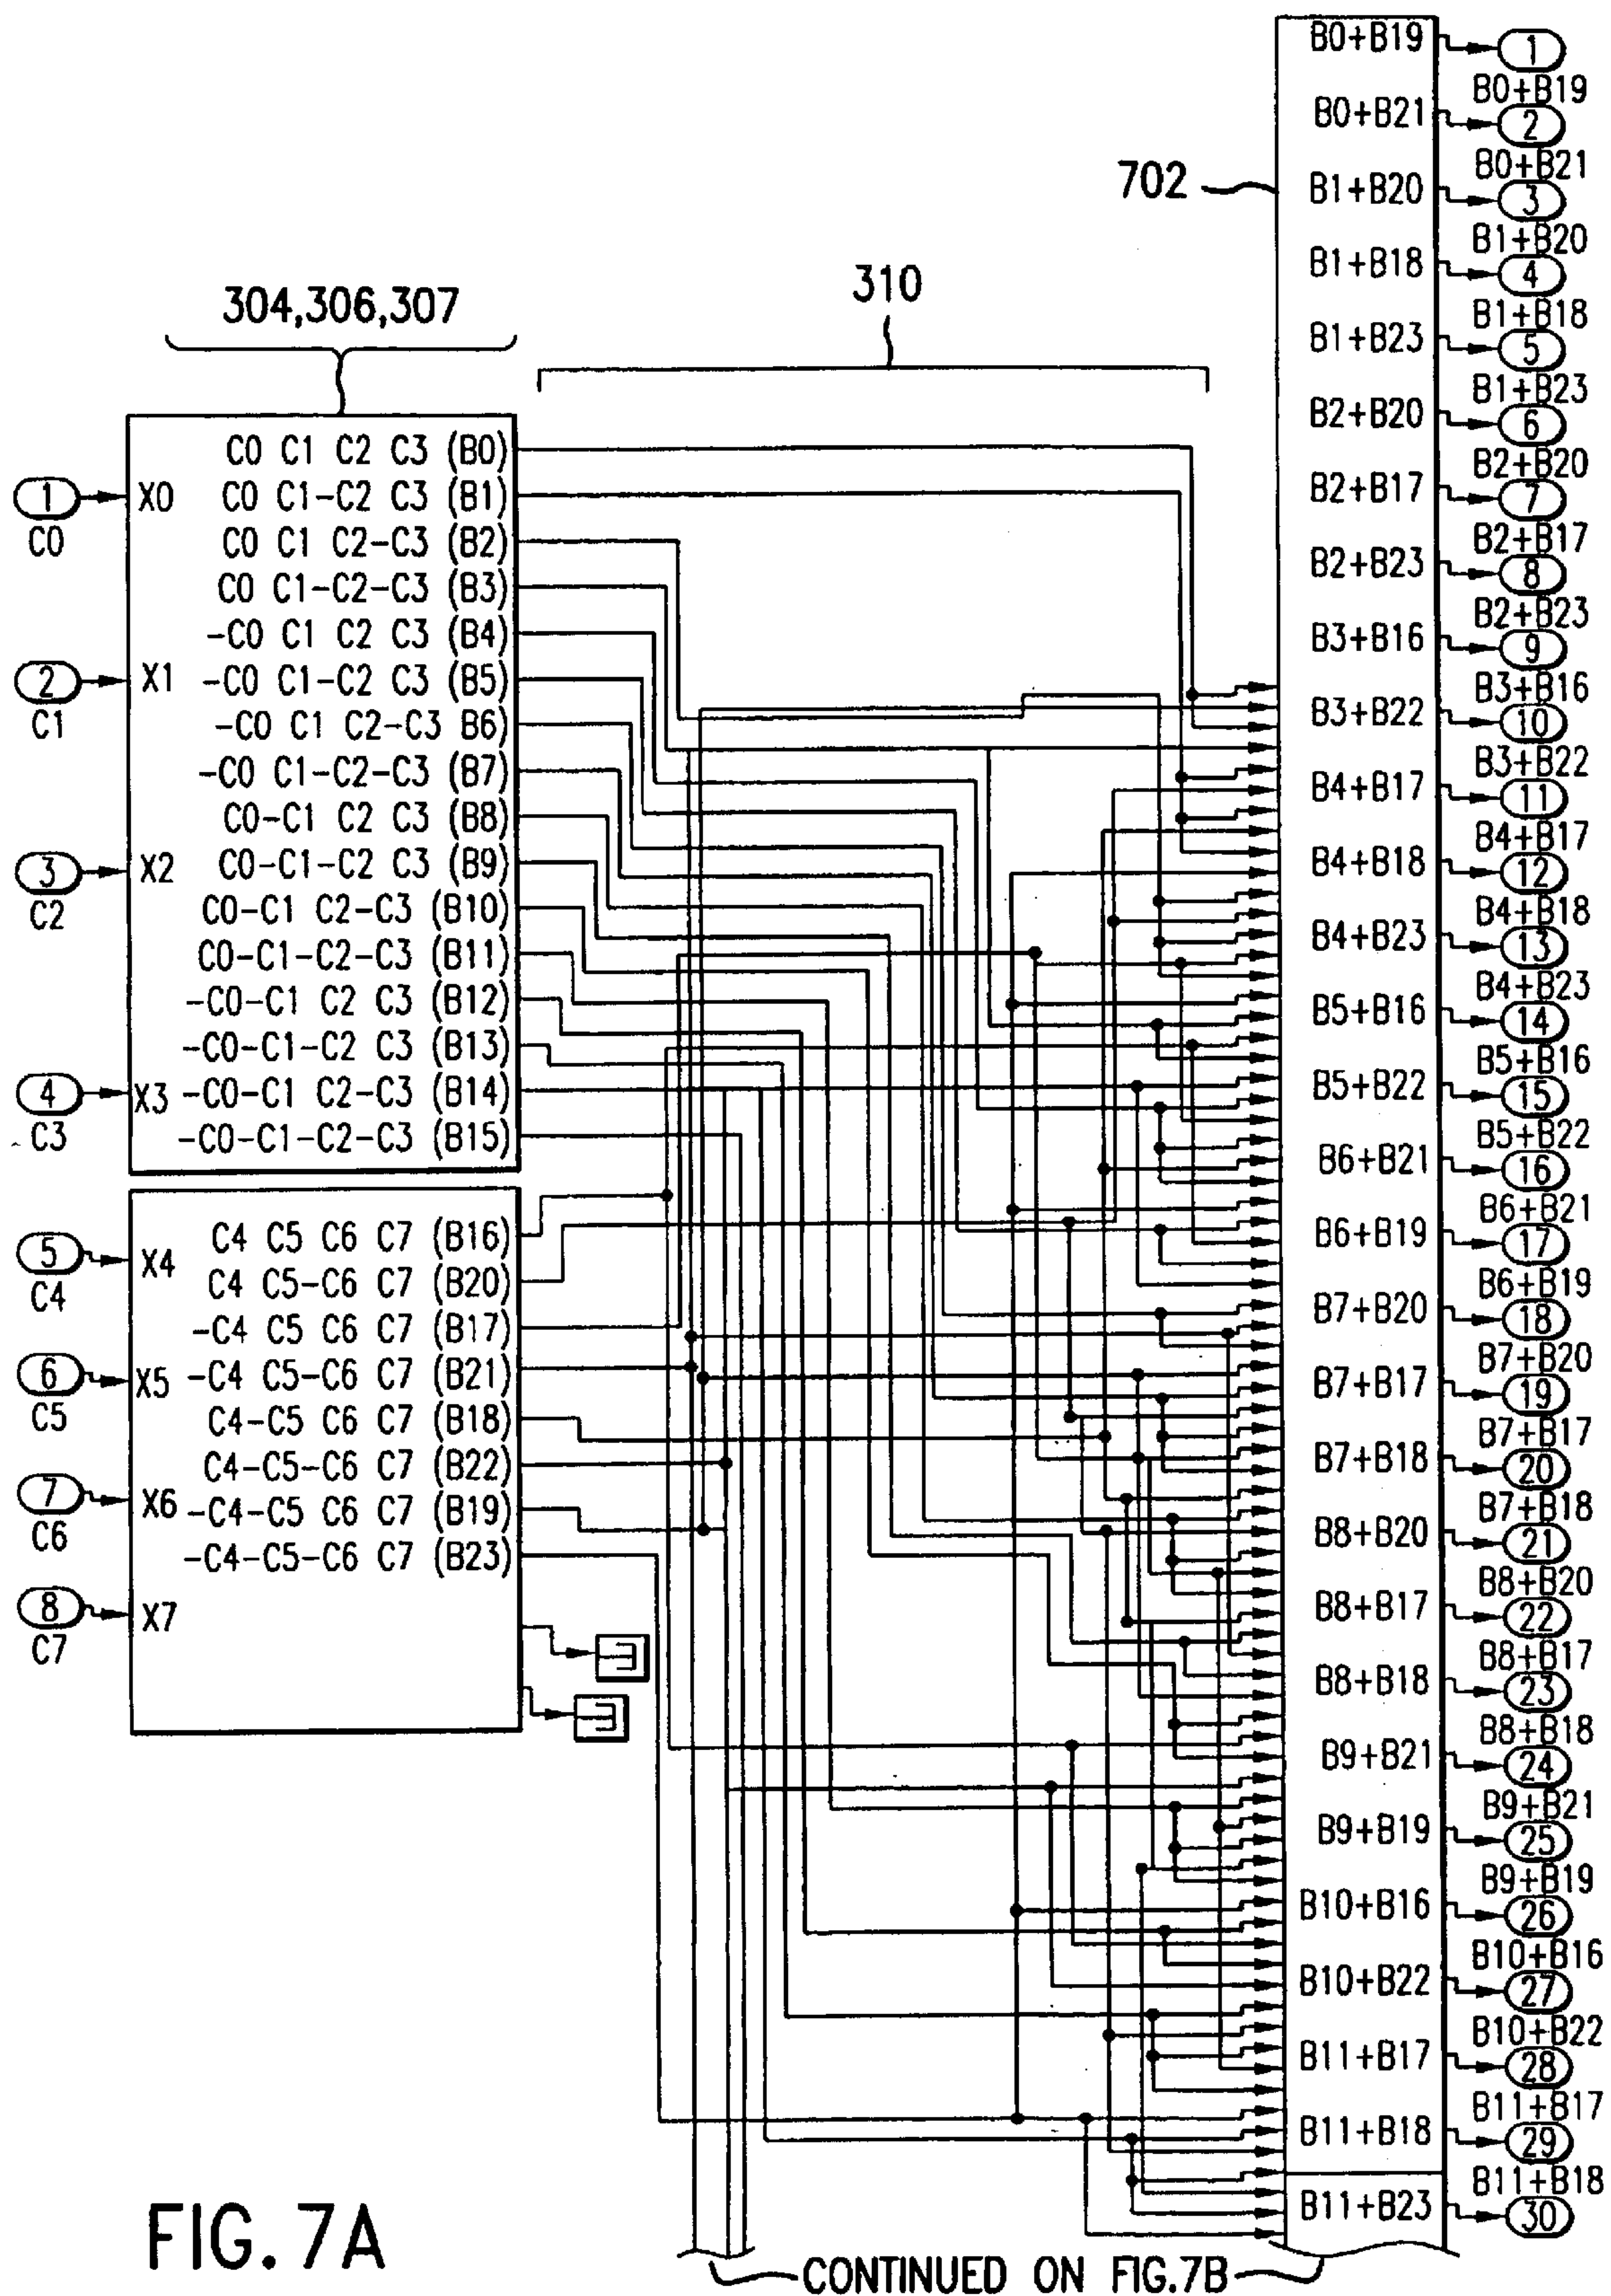 304,306,307
310
702
1
C0
2
C1
3
C2
4
C3
X0
X1
X2
X3
C0 C1 C2 C3 (B0)
C0 C1-C2 C3 (B1)
C0 C1 C2-C3 (B2)
C0 C1-C2-C3 (B3)
-C0 C1 C2 C3 (B4)
-C0 C1-C2 C3 (B5)
-C0 C1 C2-C3 B6)
-C0 C1-C2-C3 (B7)
C0-C1 C2 C3 (B8)
C0-C1-C2 C3 (B9)
C0-C1 C2-C3 (B10)
C0-C1-C2-C3 (B11)
-C0-C1 C2 C3 (B12)
-C0-C1-C2 C3 (B13)
-C0-C1 C2-C3 (B14)
-C0-C1-C2-C3 (B15)
5
C4
6
C5
7
C6
8
C7
X4
X5
X6
X7
C4 C5 C6 C7 (B16)
C4 C5-C6 C7 (B20)
-C4 C5 C6 C7 (B17)
-C4 C5-C6 C7 (B21)
C4-C5 C6 C7 (B18)
C4-C5-C6 C7 (B22)
-C4-C5 C6 C7 (B19)
-C4-C5-C6 C7 (B23)
B0+B19
B0+B21
B1+B20
B1+B18
B1+B23
B2+B20
B2+B17
B2+B23
B3+B16
B3+B22
B4+B17
B4+B18
B4+B23
B5+B16
B5+B22
B6+B21
B6+B19
B7+B20
B7+B17
B7+B18
B8+B20
B8+B17
B8+B18
B9+B21
B9+B19
B10+B16
B10+B22
B11+B17
B11+B18
B11+B23
1
B0+B19
2
B0+B21
3
B1+B20
4
B1+B18
5
B1+B23
6
B2+B20
7
B2+B17
8
B2+B23
9
B3+B16
10
B3+B22
11
B4+B17
12
B4+B18
13
B4+B23
14
B5+B16
15
B5+B22
16
B6+B21
17
B6+B19
18
B7+B20
19
B7+B17
20
B7+B18
21
B8+B20
22
B8+B17
23
B8+B18
24
B9+B21
25
B9+B19
26
B10+B16
27
B10+B22
28
B11+B17
29
B11+B18
30
FIG. 7A
CONTINUED ON FIG.7B